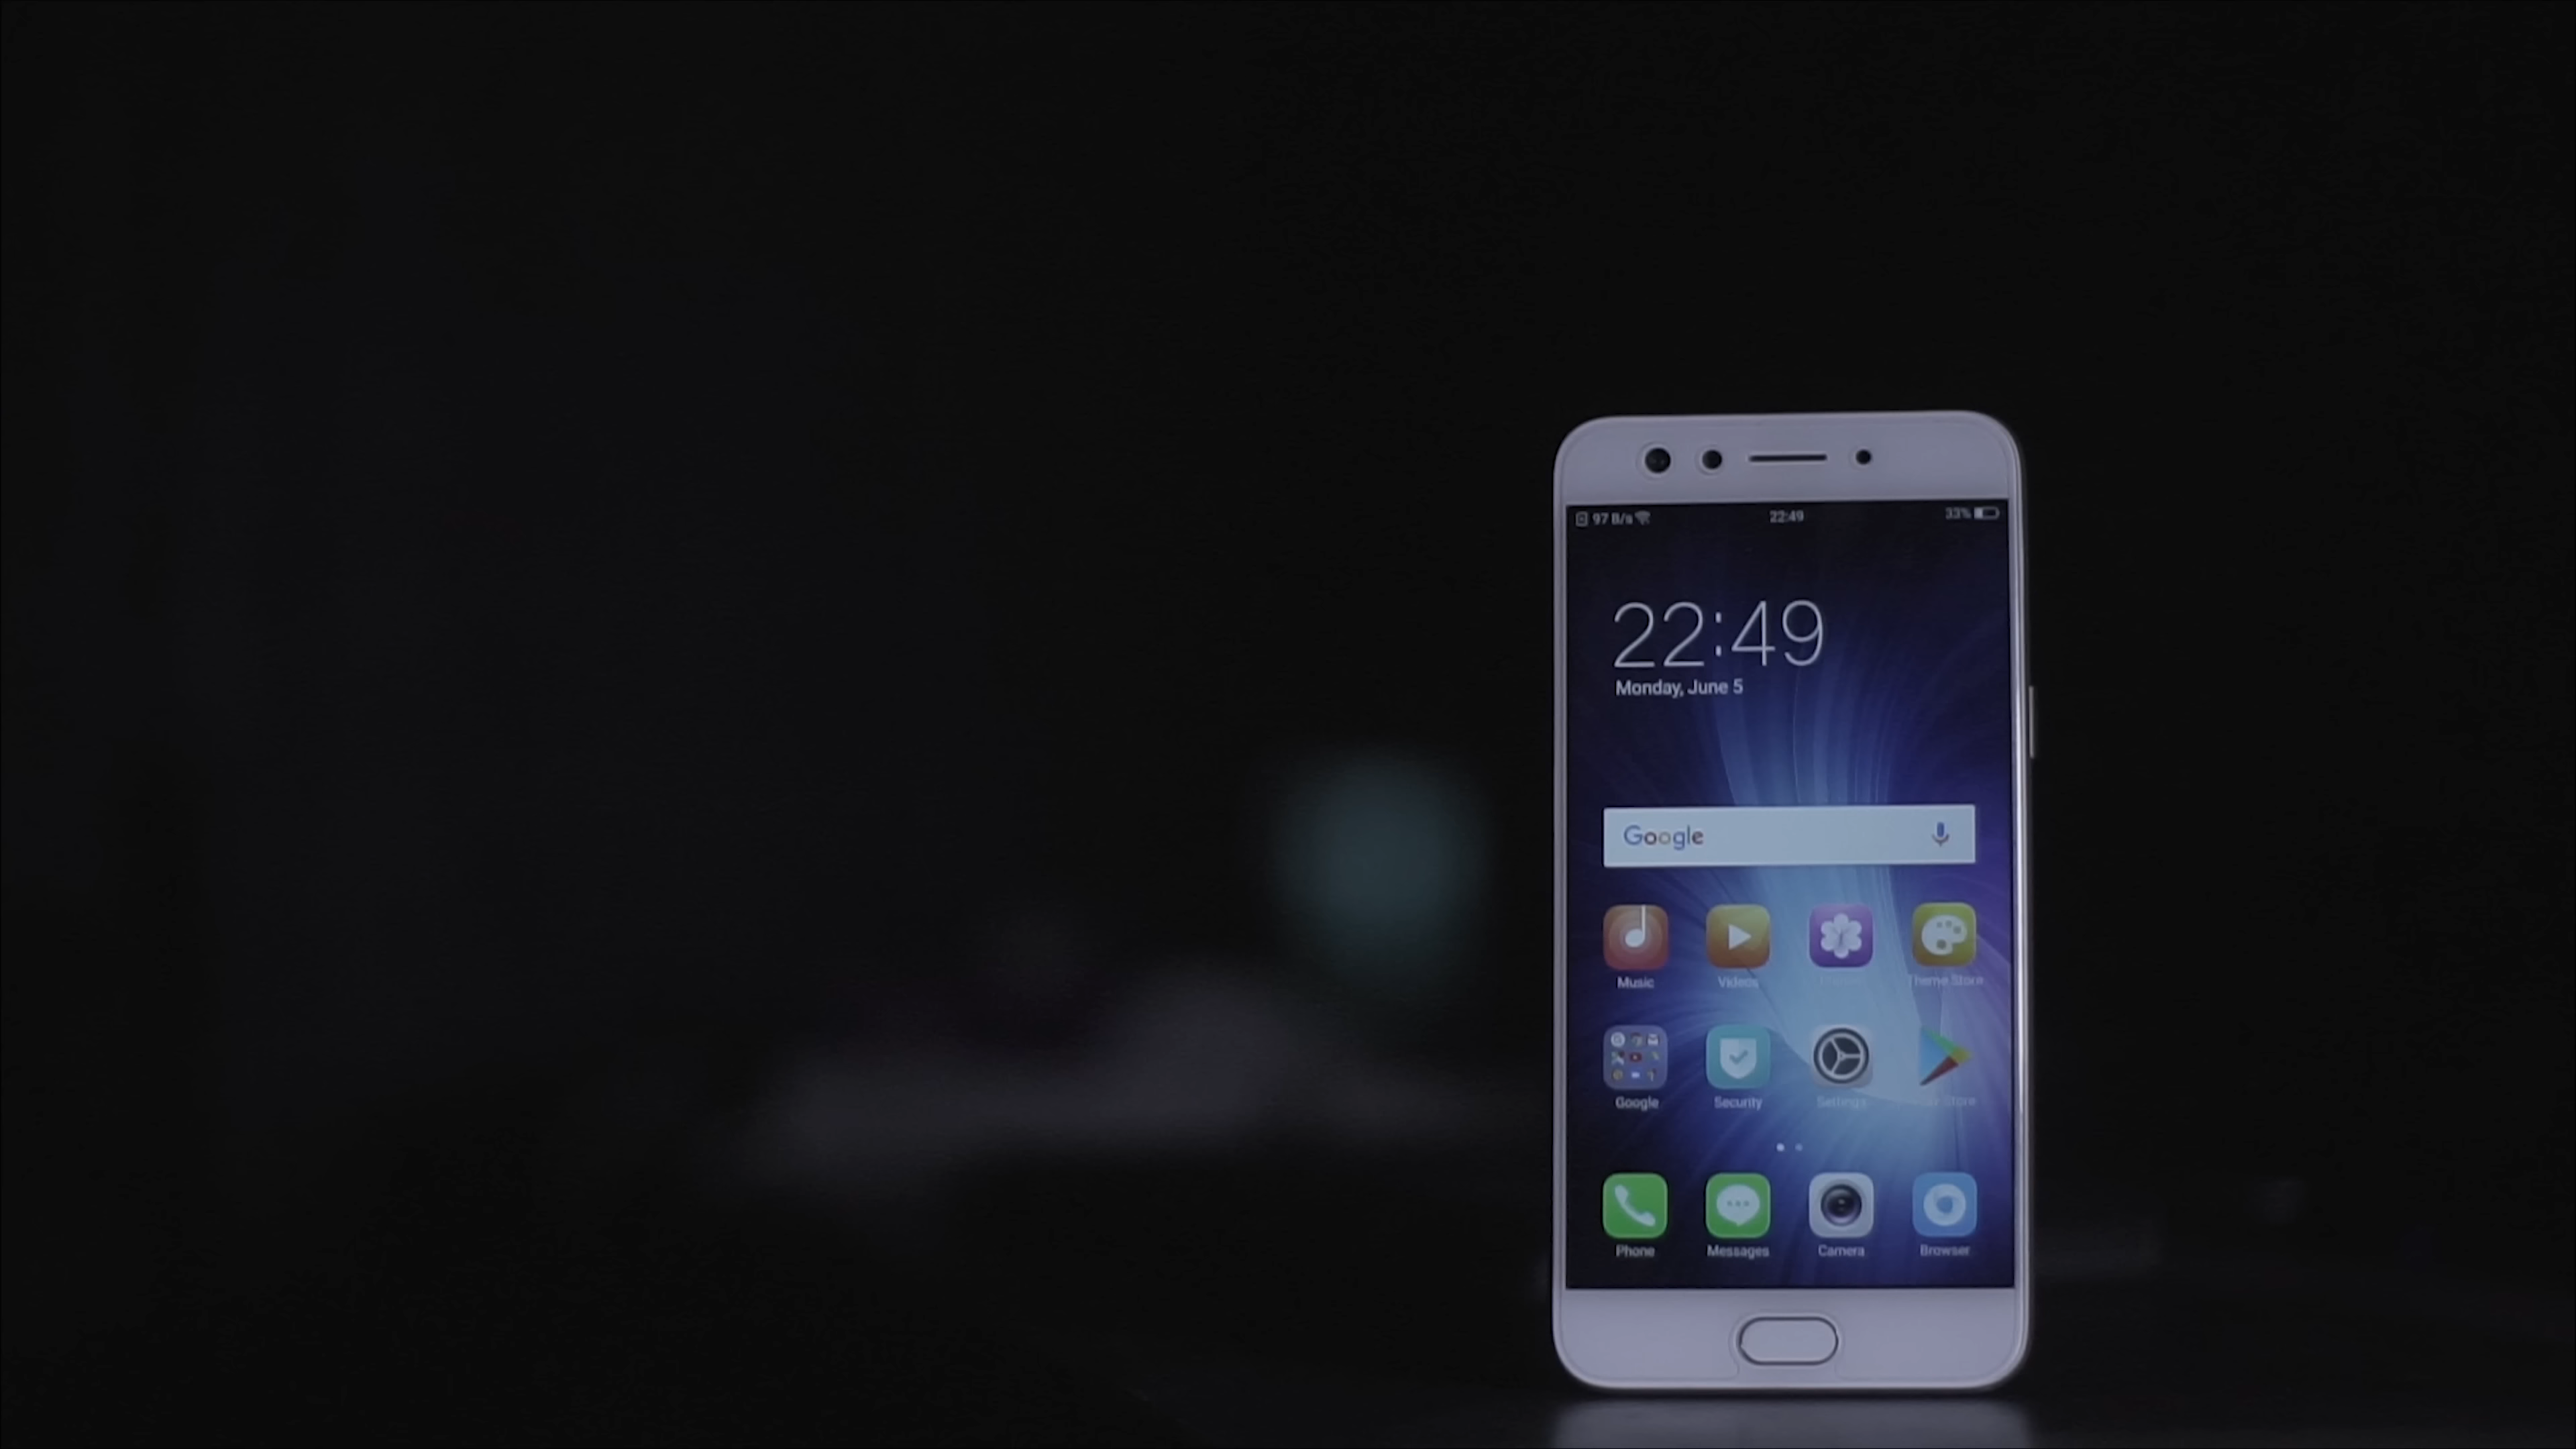 97 B/s 22:49 33%
22:49
Monday, June 5
Google
Music Videos Theme Store
Google Security Settings Store
Phone Messages Camera Browser